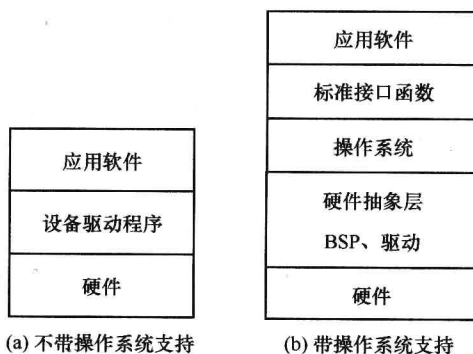 应用软件
设备驱动程序
硬件
(a) 不带操作系统支持
应用软件
标准接口函数
操作系统
硬件抽象层
BSP、驱动
硬件
(b) 带操作系统支持